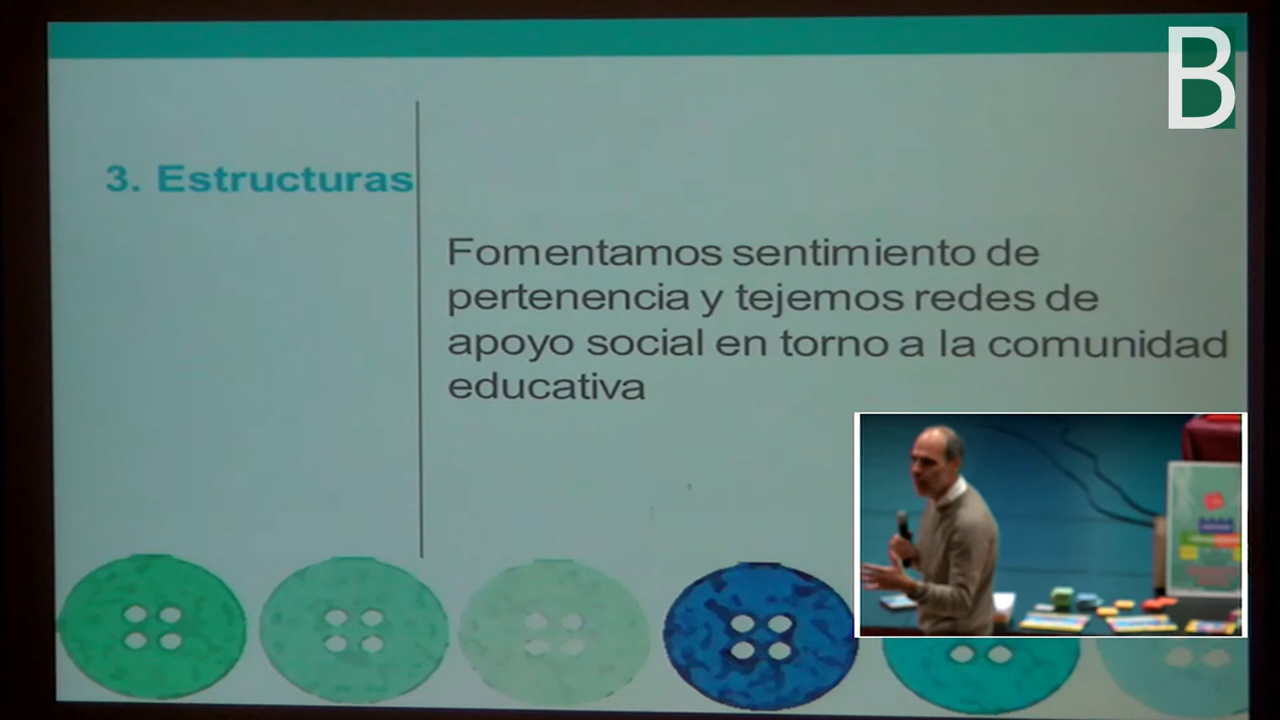 B
3. Estructuras
Fomentamos sentimiento de
pertenencia y tejemos redes de
apoyo social en torno a la comunidad
educativa